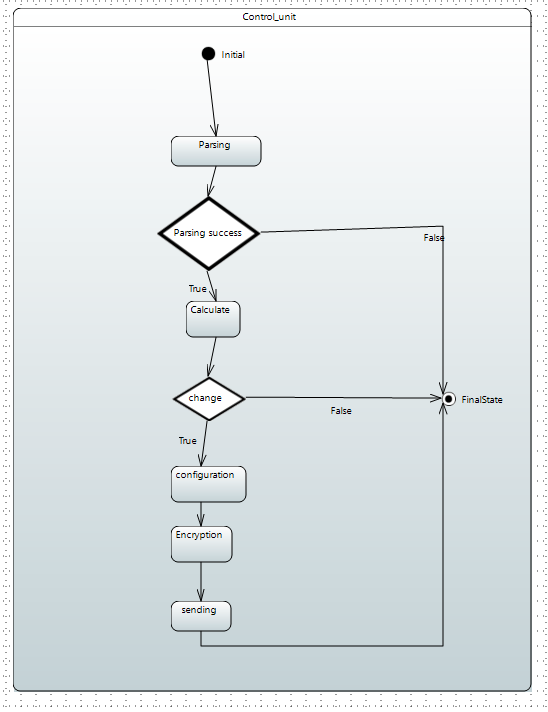 Control_unit
Initial
Parsing
Parsing success
False
True
Calculate
change
FinalState
False
True
configuration
Encryption
sending